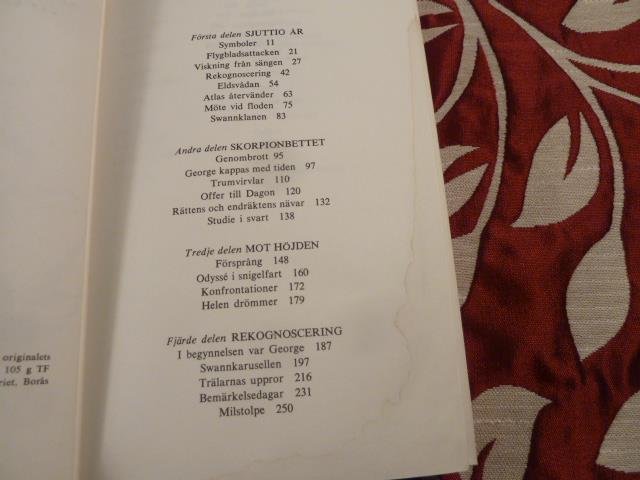 Första delen SJUTTIO ÅR
Symboler 11
Flygbladsattacken 21
Viskning från sängen 27
Rekognoscering 42
Eldsvådan 54
Atlas återvänder 63
Möte vid floden 75
Swannklanen 83
Andra delen SKORPIONBETTET
Genombrott 95
George kappas med tiden 97
Trumvirvlar 110
Offer till Dagon 120
Rättens och endräktens nävar 132
Studie i svart 138
Tredje delen MOT HÖJDEN
Försprång 148
Odyssé i snigelfart 160
Konfrontationer 172
Helen drömmer 179
Fjärde delen REKOGNOSCERING
I begynnelsen var George 187
Swannkarusellen 197
Trälarnas uppror 216
Bemärkelsedagar 231
Milstolpe 250
originalets
105 g TF
riet, Borås